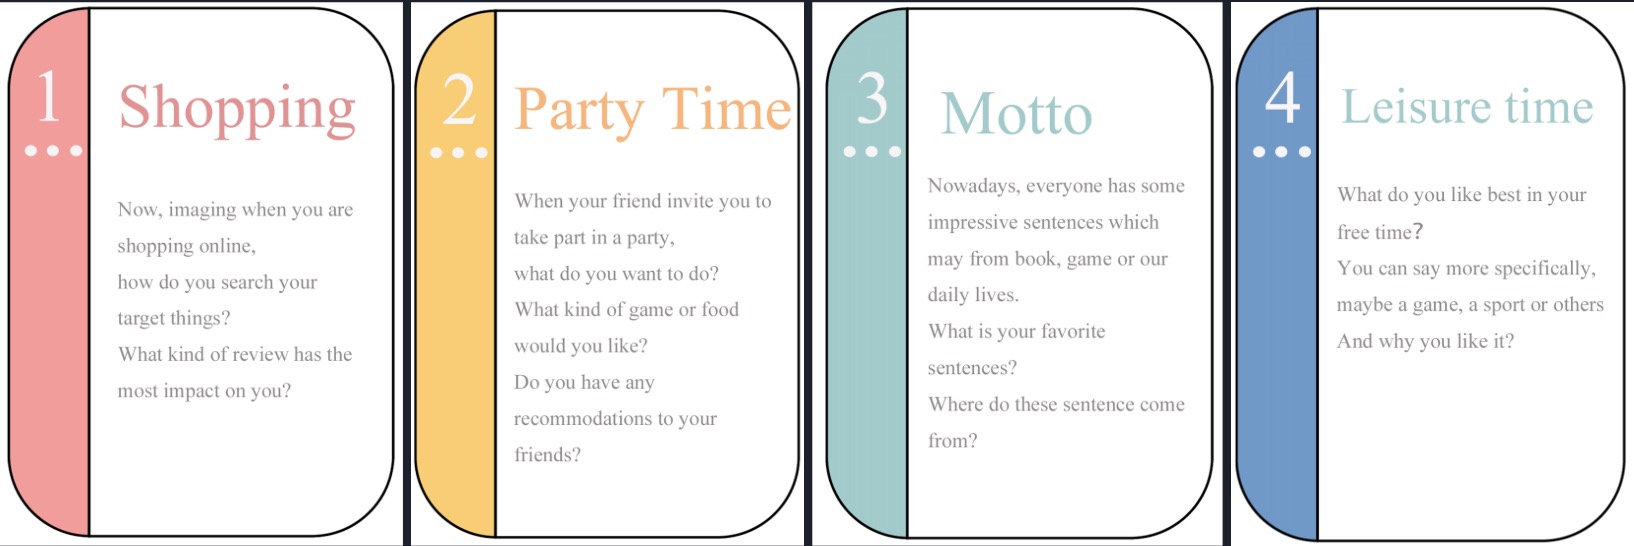 1
Shopping
Now, imaging when you are
shopping online,
how do you search your
target things?
What kind of review has the
most impact on you?
2
Party Time
When your friend invite you to
take part in a party,
what do you want to do?
What kind of game or food
would you like?
Do you have any
recommodations to your
friends?
3
Motto
Nowadays, everyone has some
impressive sentences which
may from book, game or our
daily lives.
What is your favorite
sentences?
Where do these sentence come
from?
4
Leisure time
What do you like best in your
free time?
You can say more specifically,
maybe a game, a sport or others
And why you like it?